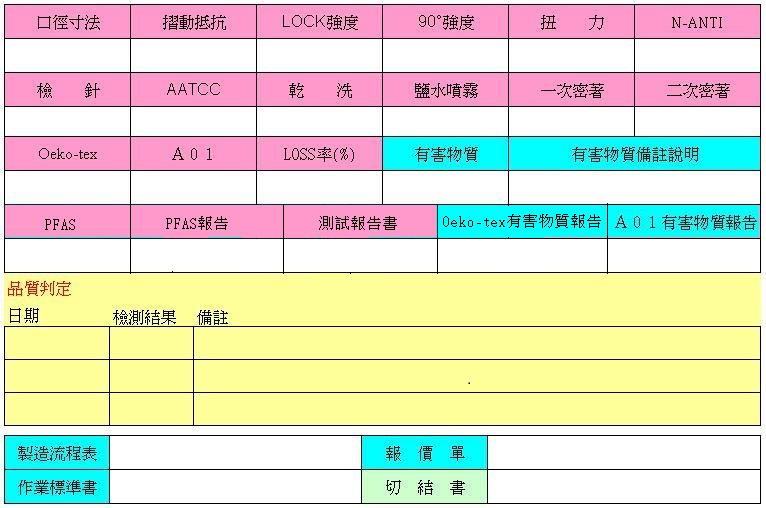 口徑寸法 摺動抵抗 LOCK強度 90°強度 扭 力 N-ANTI
檢 針 AATCC 乾 洗 鹽水噴霧 一次密著 二次密著
Oeko-tex A01 LOSS率(%) 有害物質 有害物質備註說明
PFAS PFAS報告 測試報告書 Oeko-tex有害物質報告 A01有害物質報告
品質判定
日期 檢測結果 備註
製造流程表 報 價 單
作業標準書 切 結 書